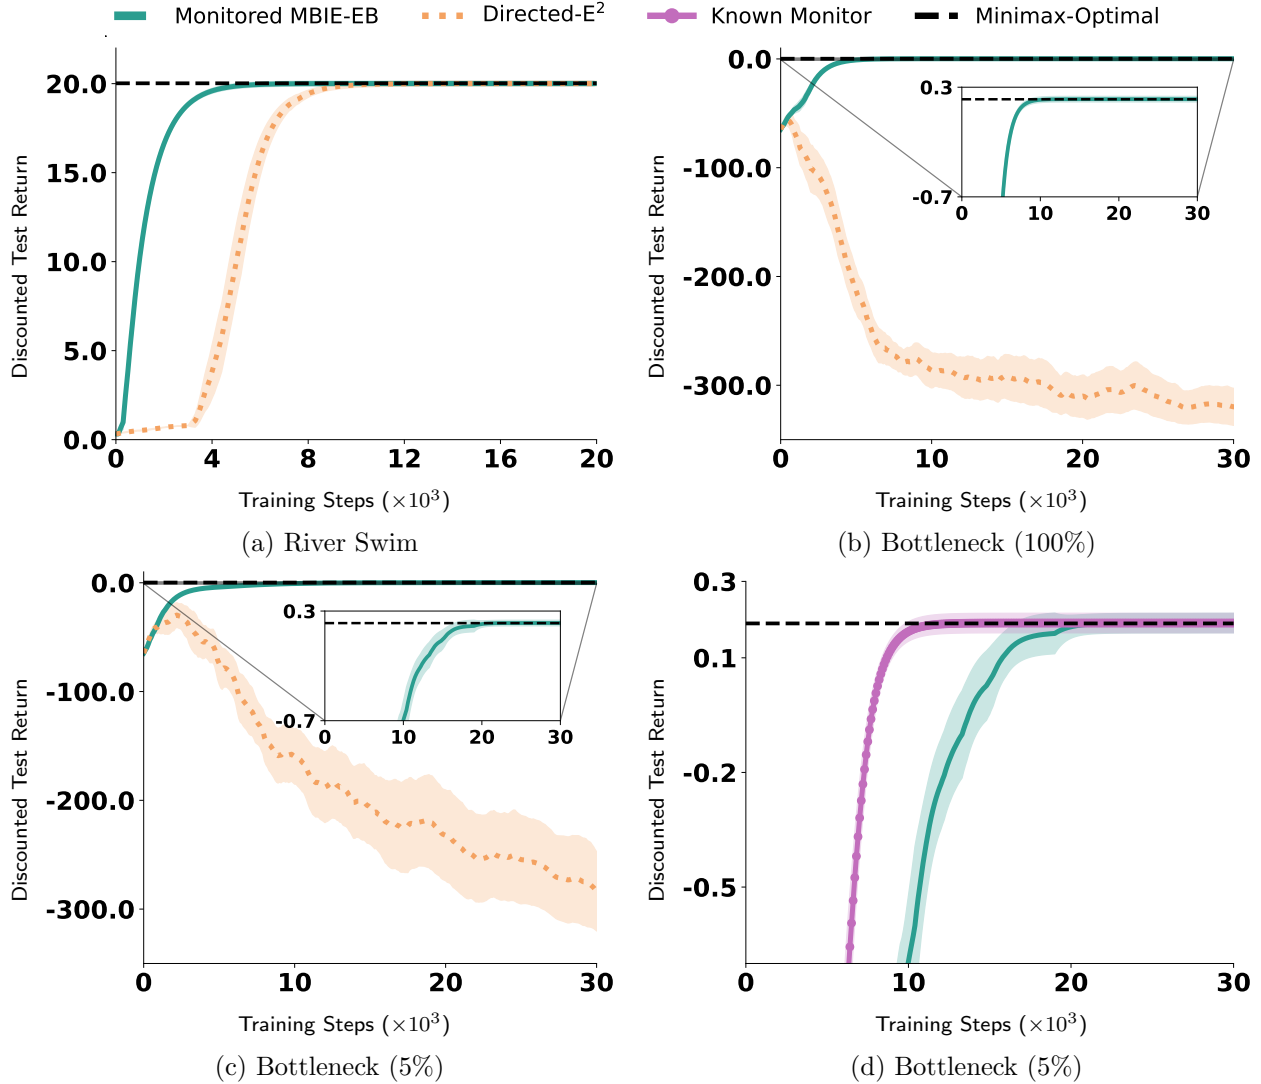 Monitored MBIE-EB Directed-E² Known Monitor Minimax-Optimal
Discounted Test Return
20.0
15.0
10.0
5.0
0.0
0 4 8 12 16 20
Training Steps (×10³)
(a) River Swim
Discounted Test Return
0.0
-100.0
-200.0
-300.0
0 10 20 30
0.3
-0.7
0 10 20 30
Training Steps (×10³)
(b) Bottleneck (100%)
Discounted Test Return
0.0
-100.0
-200.0
-300.0
0 10 20 30
0.3
-0.7
0 10 20 30
Training Steps (×10³)
(c) Bottleneck (5%)
Discounted Test Return
0.3
0.1
-0.2
-0.5
0 10 20 30
Training Steps (×10³)
(d) Bottleneck (5%)